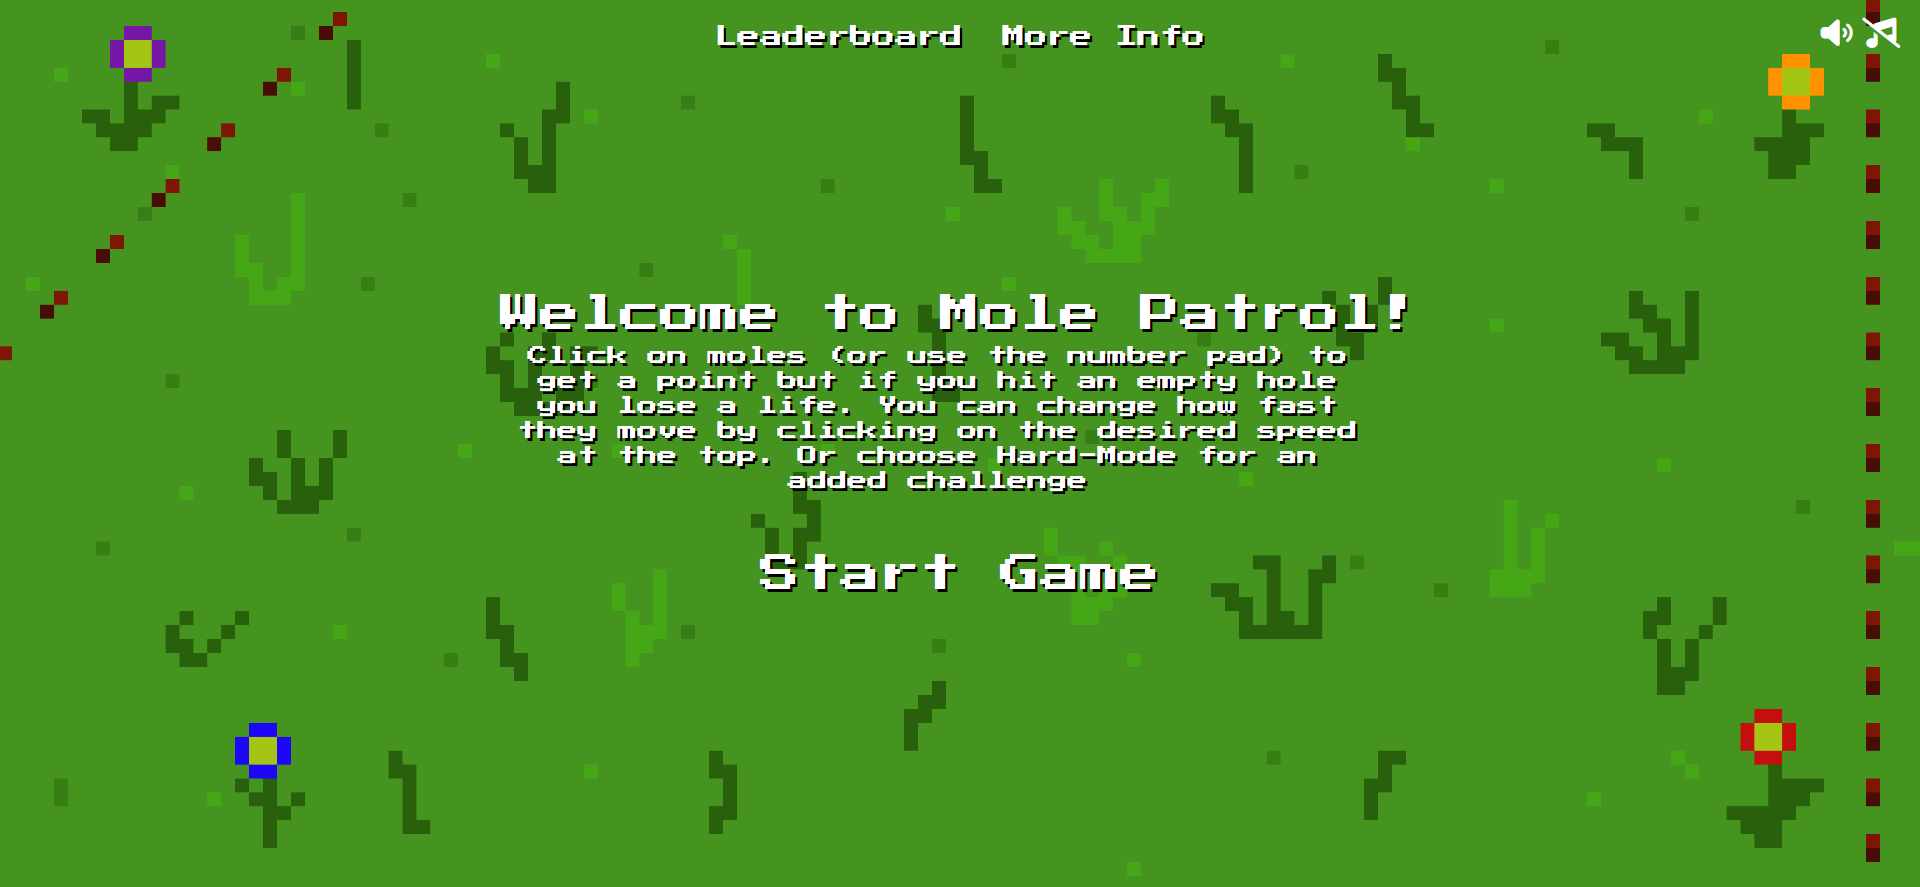 Leaderboard More Info
Welcome to Mole Patrol!
Click on moles (or use the number pad) to
get a point but if you hit an empty hole
you lose a life. You can change how fast
they move by clicking on the desired speed
at the top. Or choose Hard-Mode for an
added challenge
Start Game